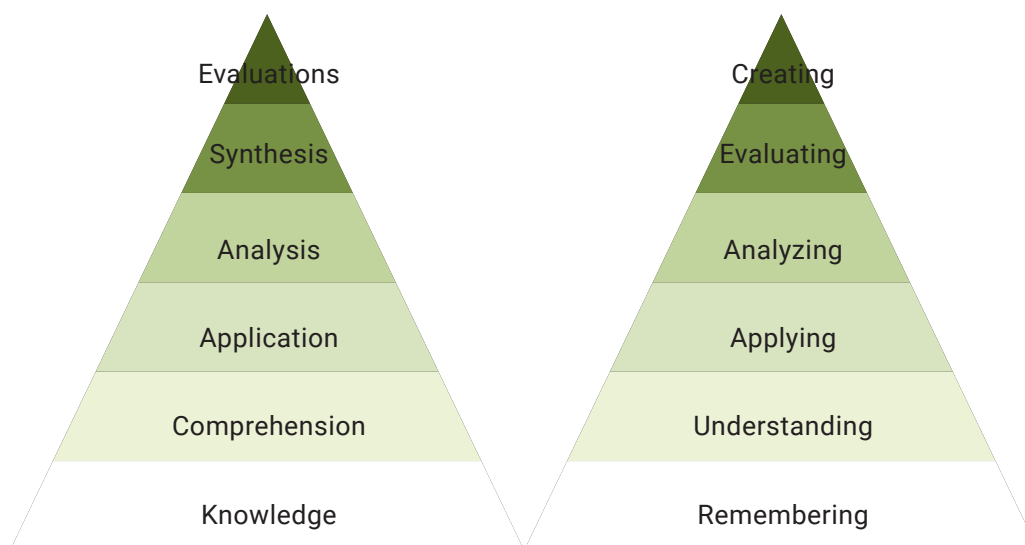 Evaluations
Synthesis
Analysis
Application
Comprehension
Knowledge
Creating
Evaluating
Analyzing
Applying
Understanding
Remembering